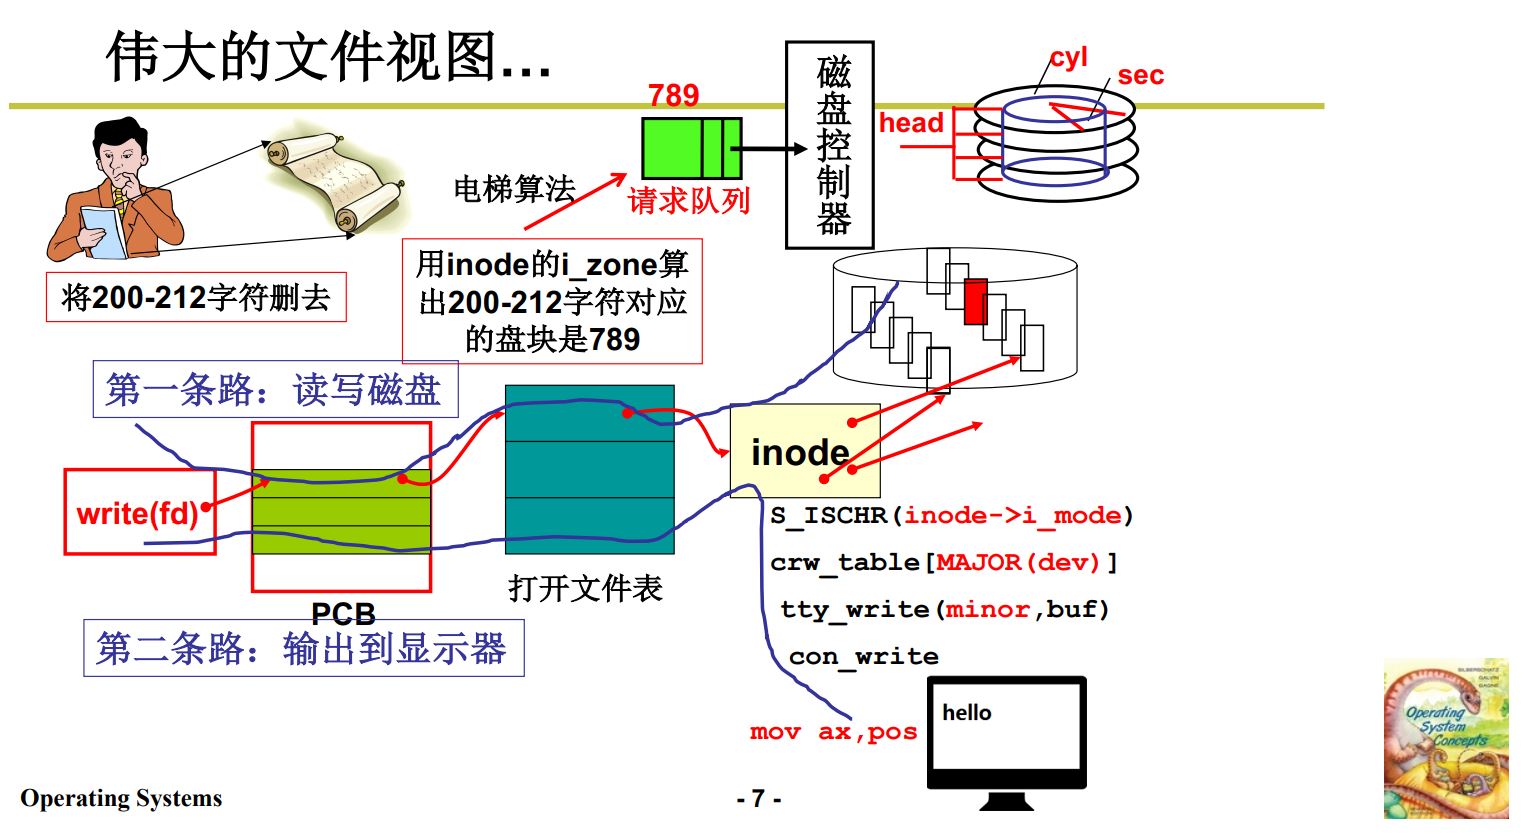 伟大的文件视图…
789
磁盘控制器
cyl
sec
head
电梯算法
请求队列
将200-212字符删去
用inode的i_zone算
出200-212字符对应
的盘块是789
第一条路：读写磁盘
write(fd)
inode
S_ISCHR(inode->i_mode)
crw_table[MAJOR(dev)]
tty_write(minor,buf)
con_write
打开文件表
PCB
第二条路：输出到显示器
mov ax,pos
hello
SILBERSCHATZ
GALVIN
GAGNE
Operating
System
Concepts
Operating Systems
- 7 -